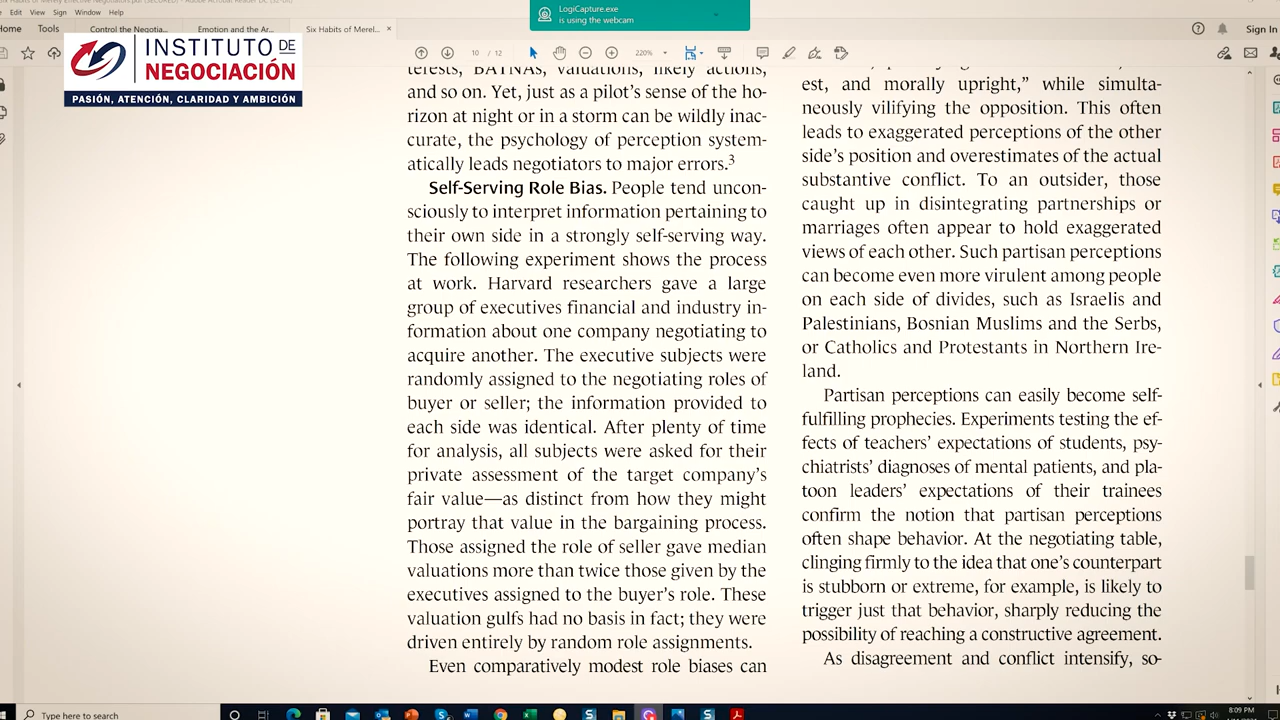 LogiCapture.exe
is using the webcam
Window
Help
Sign
Home
Tools
Control the Negotia...
Emotion and the Ar...
Six Habits of Merel...
Sign In
10 / 12
220%
INSTITUTO DE
NEGOCIACIÓN
PASIÓN, ATENCIÓN, CLARIDAD Y AMBICIÓN
terests, BATNAs, valuations, likely actions,
and so on. Yet, just as a pilot's sense of the ho-
rizon at night or in a storm can be wildly inac-
curate, the psychology of perception system-
atically leads negotiators to major errors.3
Self-Serving Role Bias. People tend uncon-
sciously to interpret information pertaining to
their own side in a strongly self-serving way.
The following experiment shows the process
at work. Harvard researchers gave a large
group of executives financial and industry in-
formation about one company negotiating to
acquire another. The executive subjects were
randomly assigned to the negotiating roles of
buyer or seller; the information provided to
each side was identical. After plenty of time
for analysis, all subjects were asked for their
private assessment of the target company's
fair value—as distinct from how they might
portray that value in the bargaining process.
Those assigned the role of seller gave median
valuations more than twice those given by the
executives assigned to the buyer's role. These
valuation gulfs had no basis in fact; they were
driven entirely by random role assignments.
Even comparatively modest role biases can
est, and morally upright," while simulta-
neously vilifying the opposition. This often
leads to exaggerated perceptions of the other
side's position and overestimates of the actual
substantive conflict. To an outsider, those
caught up in disintegrating partnerships or
marriages often appear to hold exaggerated
views of each other. Such partisan perceptions
can become even more virulent among people
on each side of divides, such as Israelis and
Palestinians, Bosnian Muslims and the Serbs,
or Catholics and Protestants in Northern Ire-
land.
Partisan perceptions can easily become self-
fulfilling prophecies. Experiments testing the ef-
fects of teachers' expectations of students, psy-
chiatrists' diagnoses of mental patients, and pla-
toon leaders' expectations of their trainees
confirm the notion that partisan perceptions
often shape behavior. At the negotiating table,
clinging firmly to the idea that one's counterpart
is stubborn or extreme, for example, is likely to
trigger just that behavior, sharply reducing the
possibility of reaching a constructive agreement.
As disagreement and conflict intensify, so-
Type here to search
8:09 PM